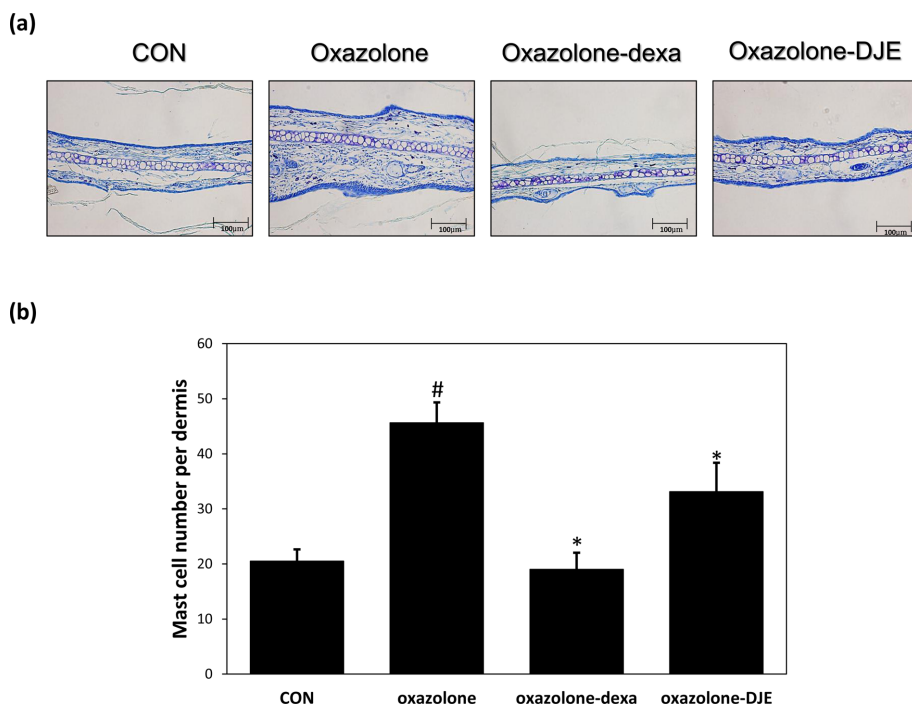 (a)
CON Oxazolone Oxazolone-dexa Oxazolone-DJE
100μm 100μm 100μm 100μm
(b)
Mast cell number per dermis
60
50
40
30
20
10
0
#
*
*
CON oxazolone oxazolone-dexa oxazolone-DJE